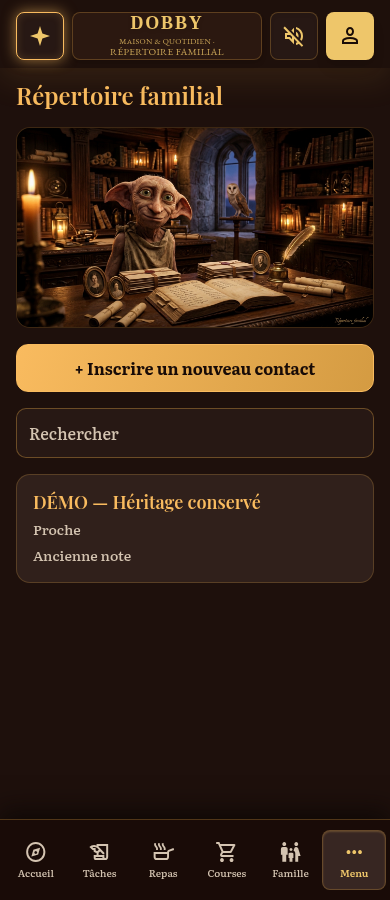 DOBBY
MAISON & QUOTIDIEN ·
RÉPERTOIRE FAMILIAL
Répertoire familial
+ Inscrire un nouveau contact
Rechercher
DÉMO — Héritage conservé
Proche
Ancienne note
Accueil
Tâches
Repas
Courses
Famille
Menu